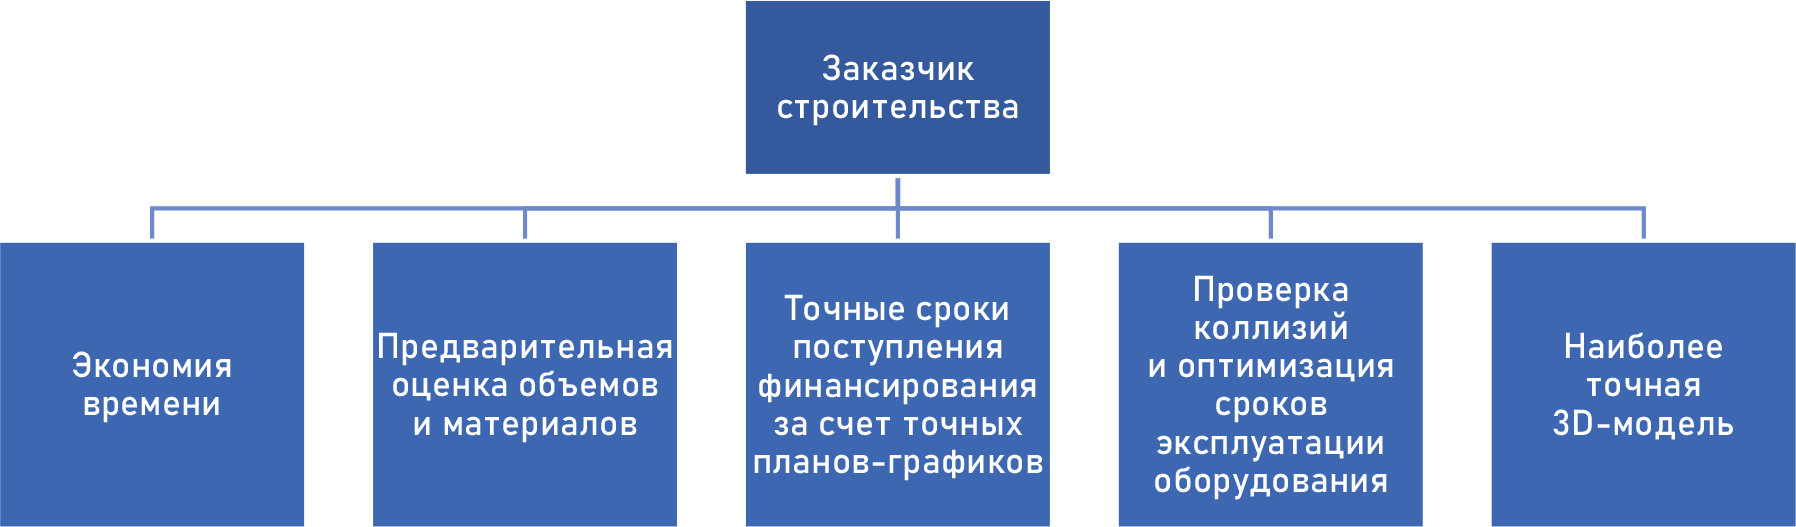 Заказчик
строительства
Экономия
времени
Предварительная
оценка объемов
и материалов
Точные сроки
поступления
финансирования
за счет точных
планов-графиков
Проверка
коллизий
и оптимизация
сроков
эксплуатации
оборудования
Наиболее
точная
3D-модель